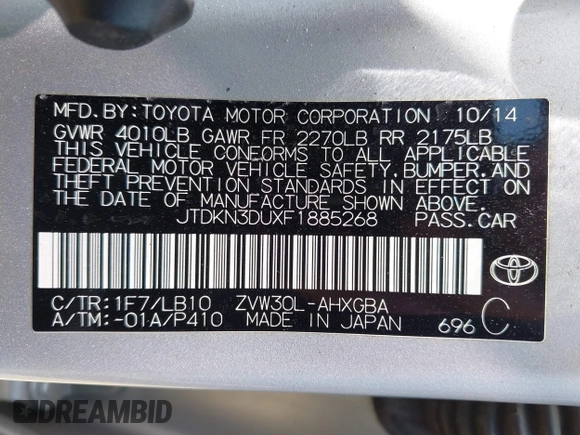 MFD.BY:TOYOTA MOTOR CORPORATION 10/14
GVWR 4010LB GAWR FR 2270LB RR 2175LB
THIS VEHICLE CONFORMS TO ALL APPLICABLE
FEDERAL MOTOR VEHICLE SAFETY,BUMPER,AND
THEFT PREVENTION STANDARDS IN EFFECT ON
THE DATE OF MANUFACTURE SHOWN ABOVE.
JTDKN3DUXF1885268 PASS.CAR
C/TR:1F7/LB10 ZVW30L-AHXGBA
A/TM:-01A/P410 MADE IN JAPAN 696 C
DREAMBID